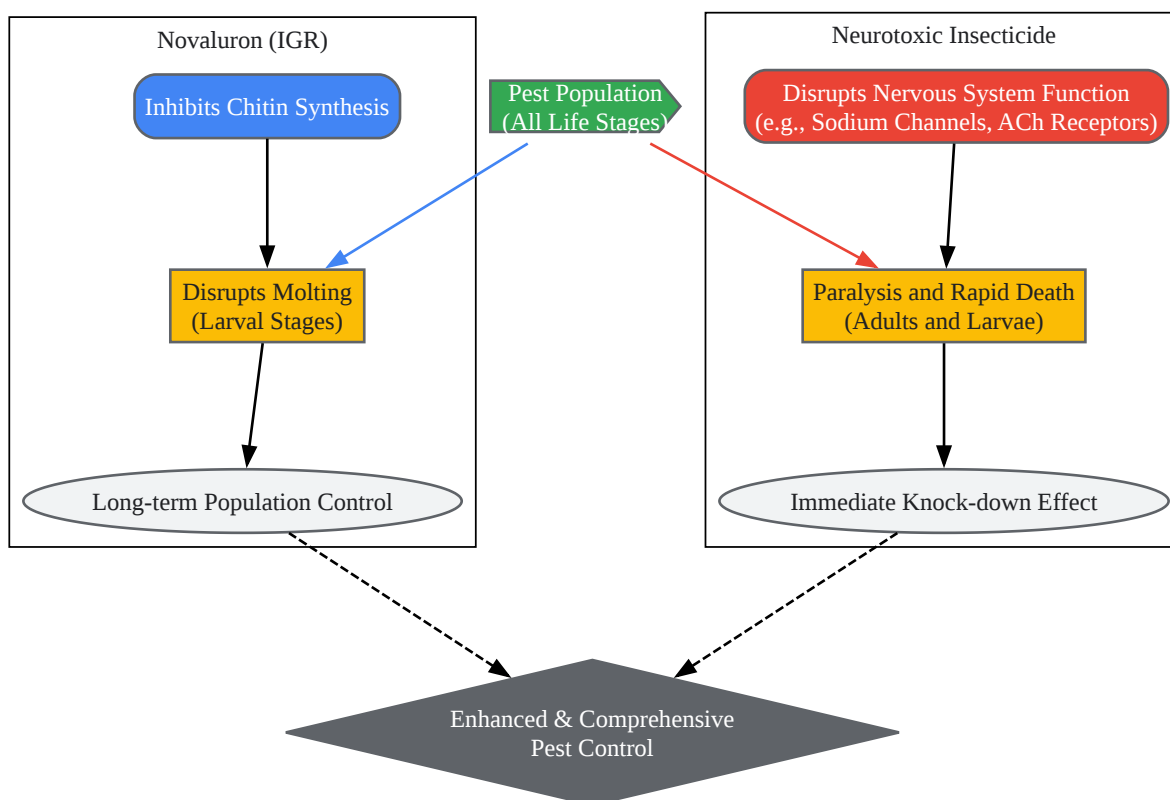 Novaluron (IGR)
Inhibits Chitin Synthesis
Disrupts Molting
(Larval Stages)
Long-term Population Control
Pest Population
(All Life Stages)
Neurotoxic Insecticide
Disrupts Nervous System Function
(e.g., Sodium Channels, ACh Receptors)
Paralysis and Rapid Death
(Adults and Larvae)
Immediate Knock-down Effect
Enhanced & Comprehensive
Pest Control